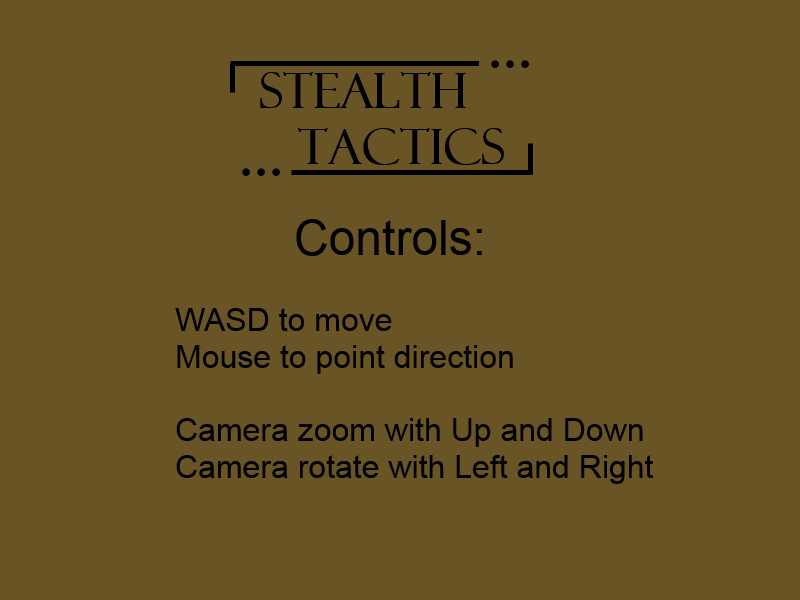 STEALTH
TACTICS
Controls:
WASD to move
Mouse to point direction
Camera zoom with Up and Down
Camera rotate with Left and Right